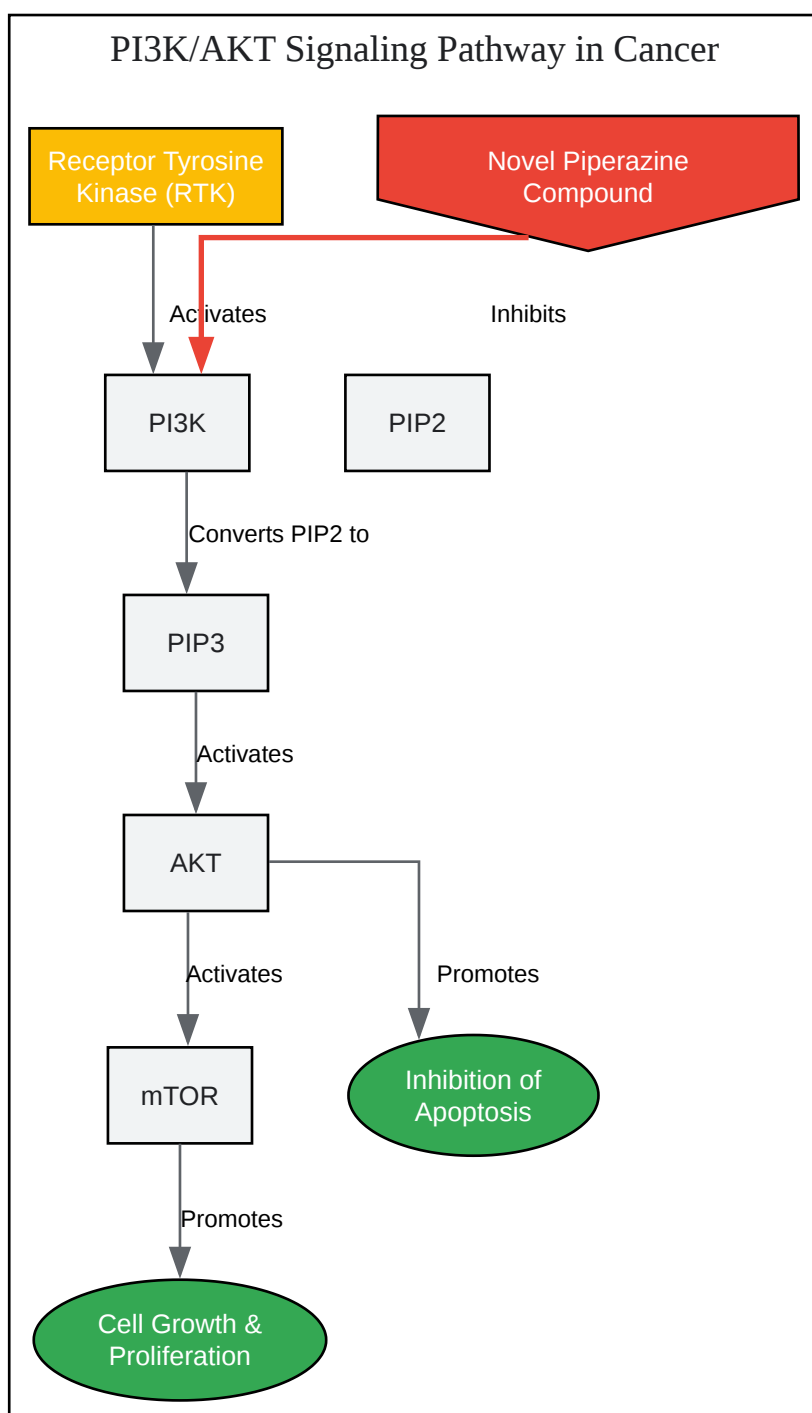 PI3K/AKT Signaling Pathway in Cancer
Receptor Tyrosine
Kinase (RTK)
Novel Piperazine
Compound
Activates
Inhibits
PI3K
PIP2
Converts PIP2 to
PIP3
Activates
AKT
Activates
Promotes
mTOR
Inhibition of
Apoptosis
Promotes
Cell Growth &
Proliferation